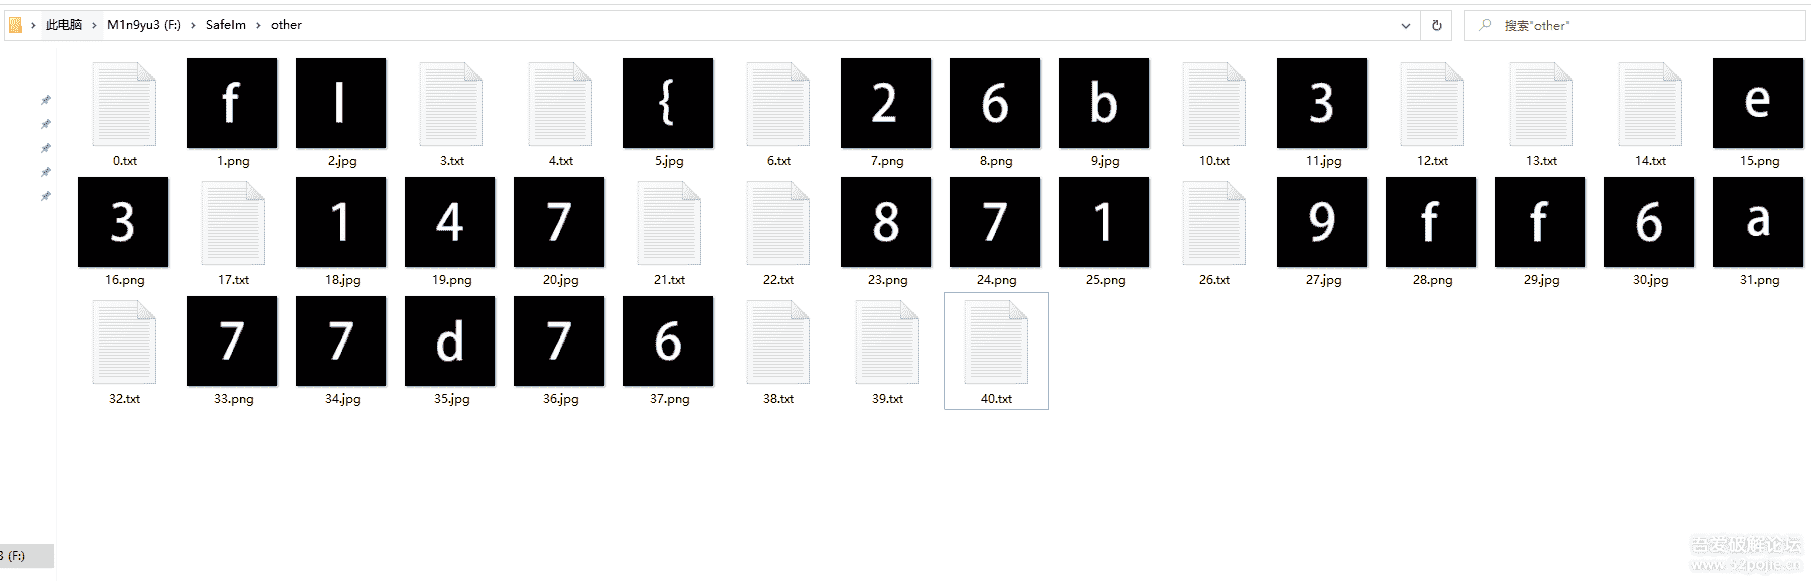 此电脑 › M1n9yu3 (F:) › SafeIm › other
搜索"other"
f l { 2 6 b 3 e
0.txt 1.png 2.jpg 3.txt 4.txt 5.jpg 6.txt 7.png 8.png 9.jpg 10.txt 11.jpg 12.txt 13.txt 14.txt 15.png
3 1 4 7 8 7 1 9 f f 6 a
16.png 17.txt 18.jpg 19.png 20.jpg 21.txt 22.txt 23.png 24.png 25.png 26.txt 27.jpg 28.png 29.jpg 30.jpg 31.png
7 7 d 7 6
32.txt 33.png 34.jpg 35.jpg 36.jpg 37.png 38.txt 39.txt 40.txt
(F:)
吾爱破解论坛
www.52pojie.cn